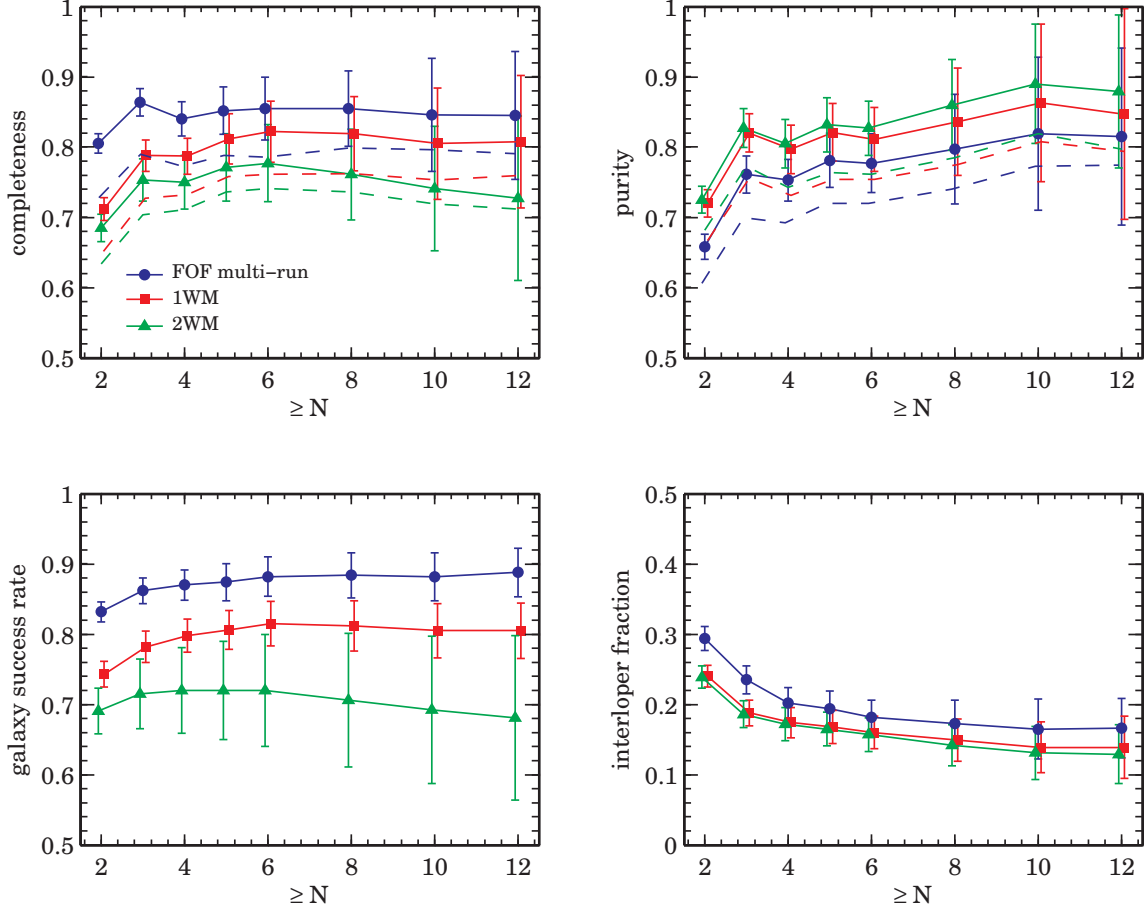 1
0.9
0.8
0.7
0.6
0.5
completeness
FOF multi-run
1WM
2WM
2 4 6 8 10 12
≥ N
1
0.9
0.8
0.7
0.6
0.5
purity
2 4 6 8 10 12
≥ N
1
0.9
0.8
0.7
0.6
0.5
galaxy success rate
2 4 6 8 10 12
≥ N
0.5
0.4
0.3
0.2
0.1
0
interloper fraction
2 4 6 8 10 12
≥ N